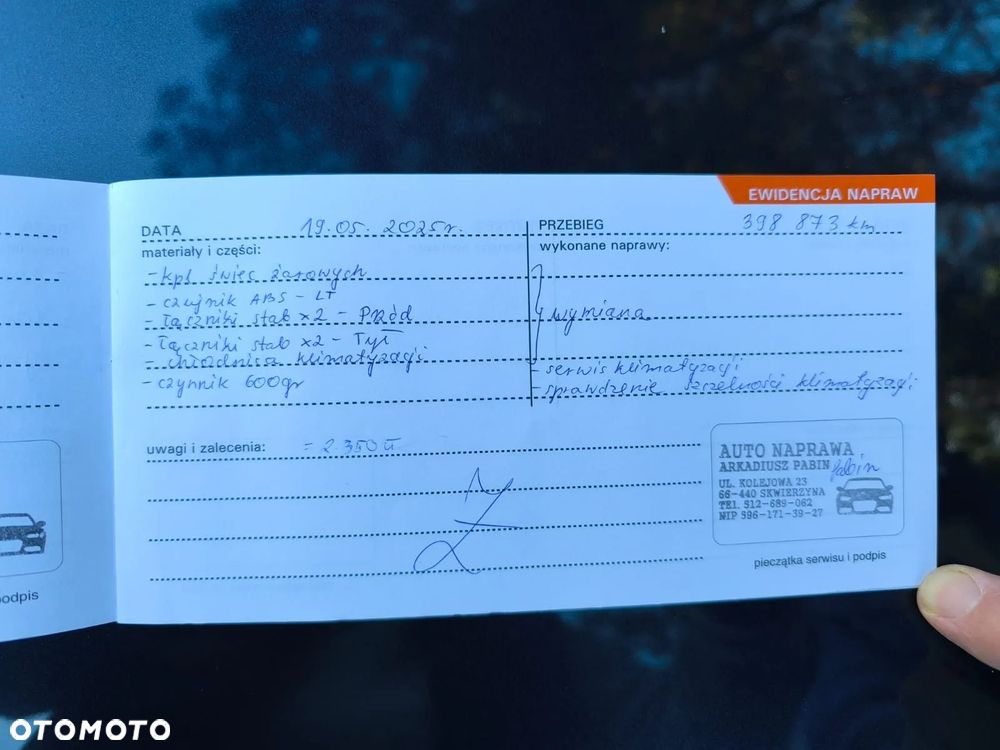 EWIDENCJA NAPRAW
DATA 19.05.2025r. PRZEBIEG 398 873 km
materiały i części: wykonane naprawy:
- kpl świec żarowych
- czujnik ABS - LT
- łączniki stab x2 - Przód
wymiana
- łączniki stab x2 - Tył
- chłodnica klimatyzacji
- serwis klimatyzacji
- czynnik 600gr
- sprawdzenie szczelności klimatyzacji
uwagi i zalecenia: = 2.350 zł
AUTO NAPRAWA
ARKADIUSZ PABIN
Pabin
UL. KOLEJOWA 23
66-440 SKWIERZYNA
TEL. 512-689-062
NIP 596-171-39-27
pieczątka serwisu i podpis
podpis
OTOMOTO